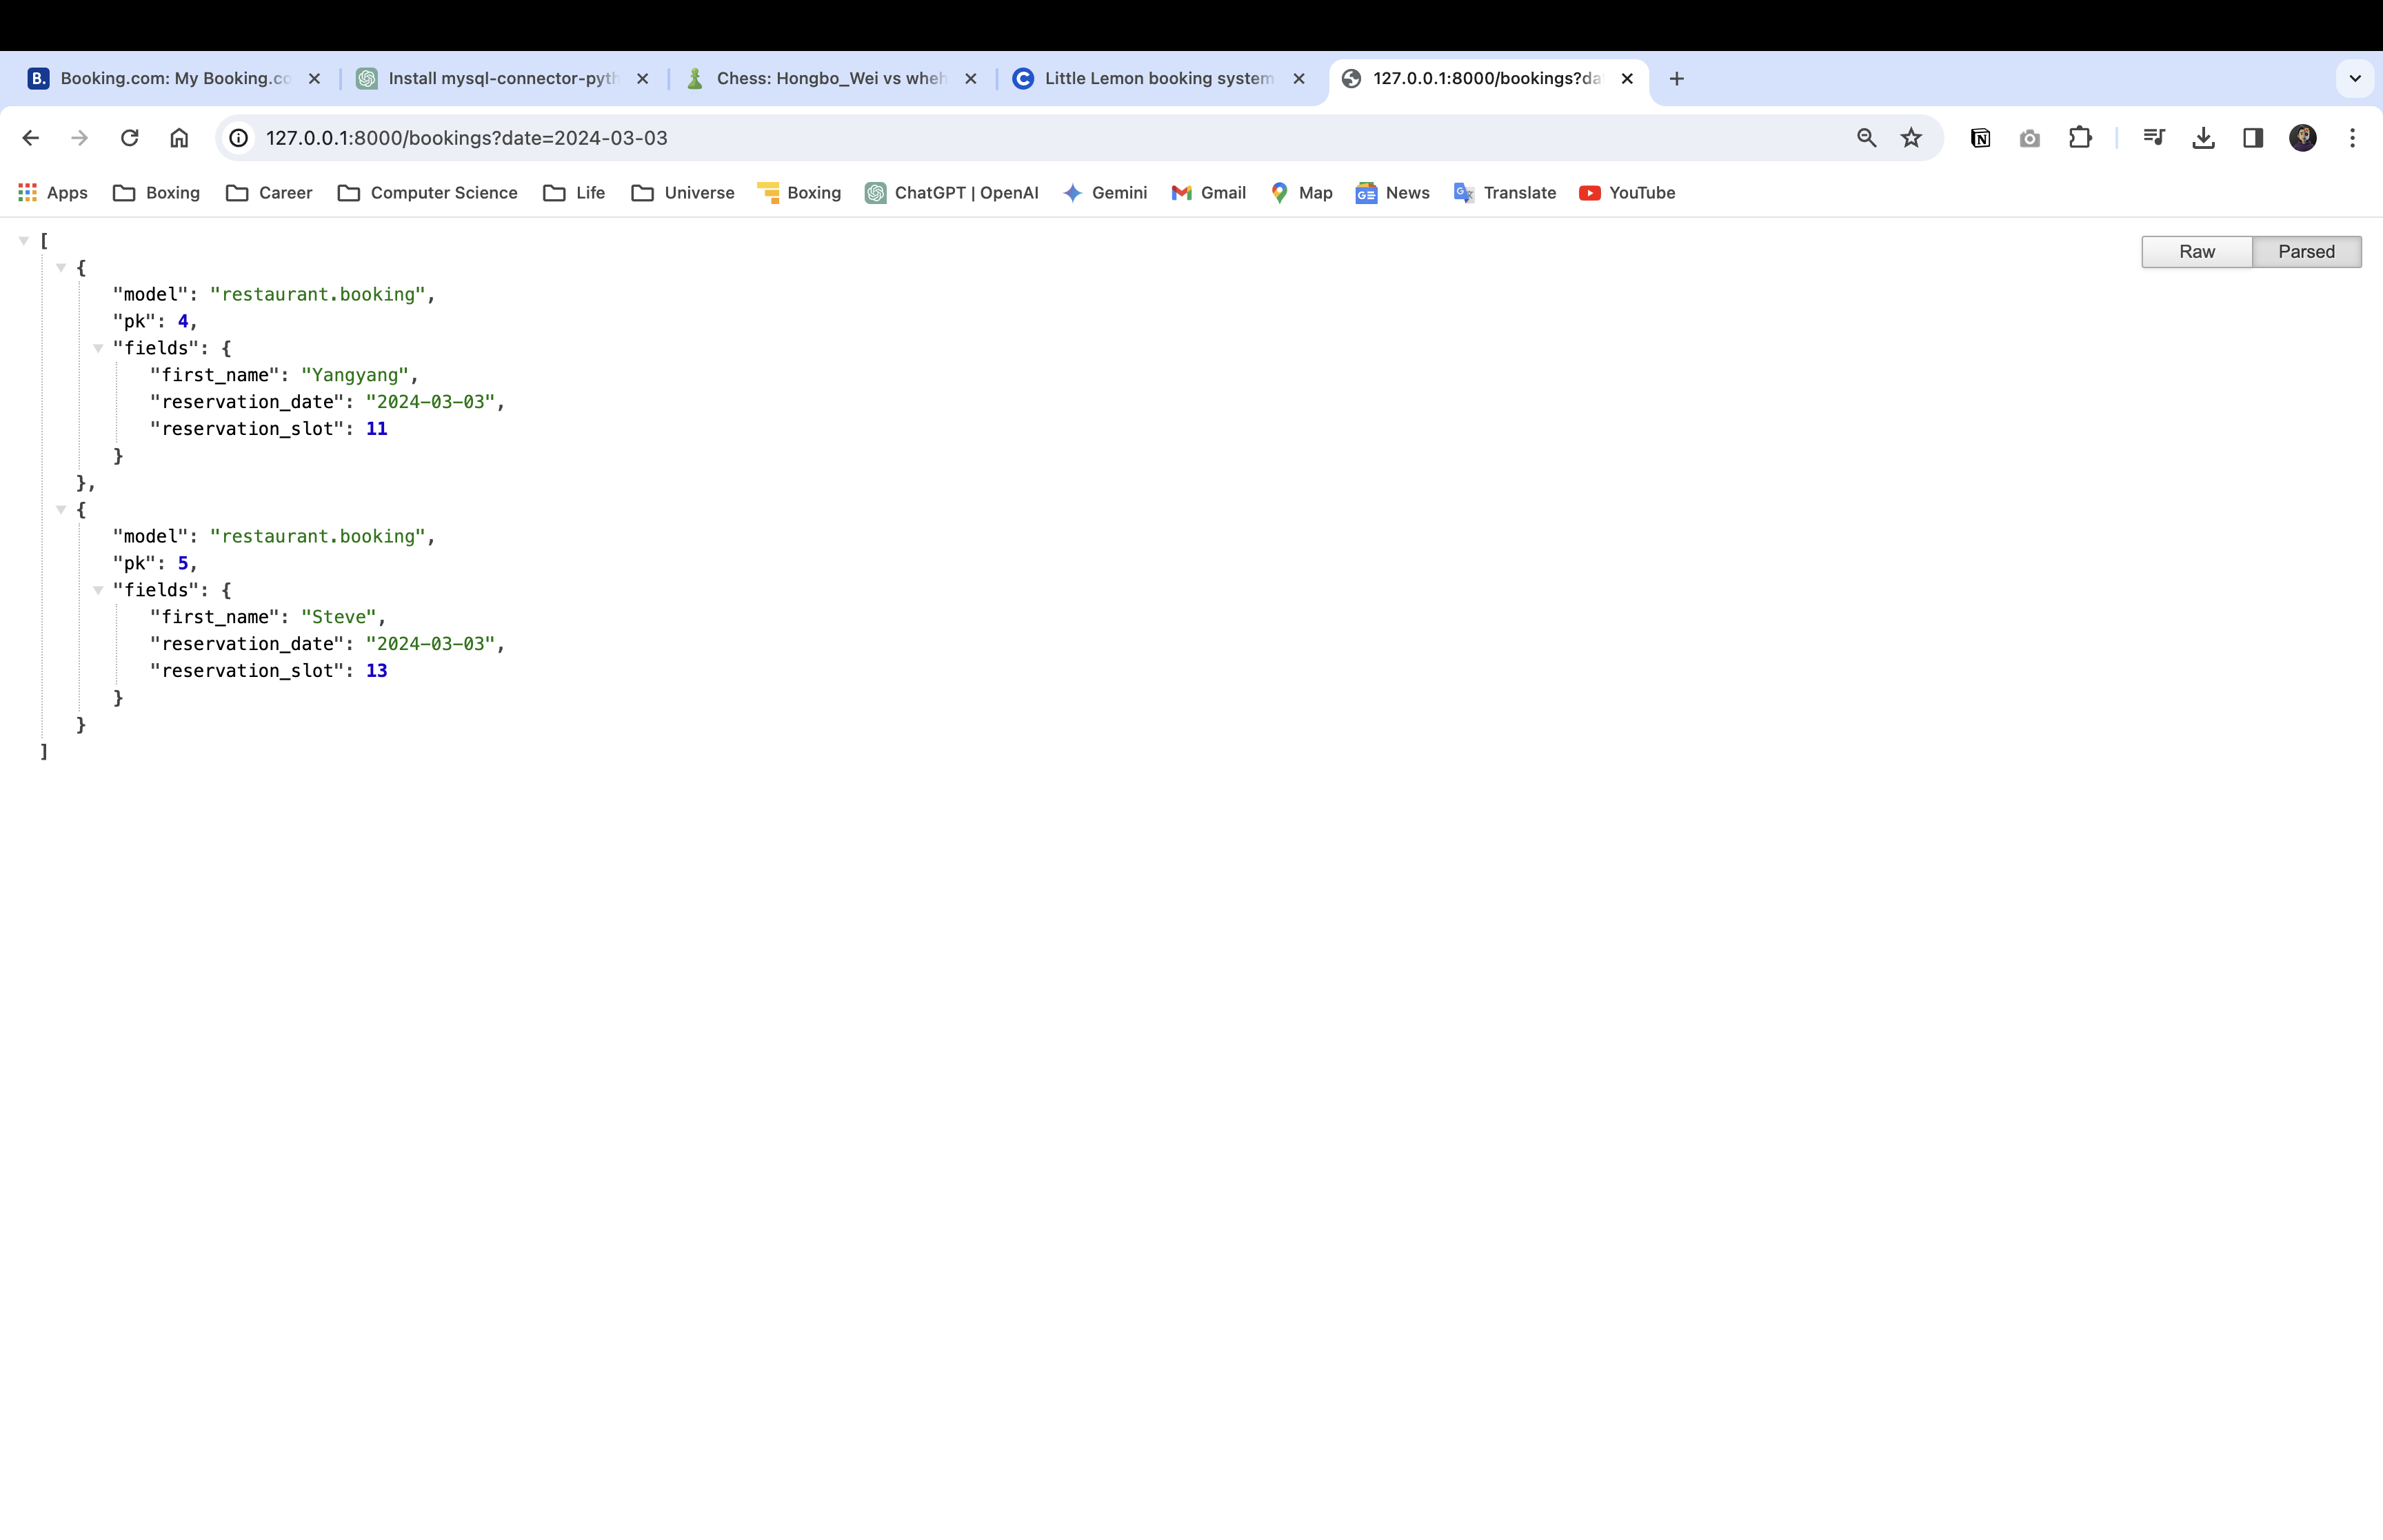 Booking.com: My Booking.co
Install mysql-connector-pyth
Chess: Hongbo_Wei vs wheh
Little Lemon booking system
127.0.0.1:8000/bookings?da
127.0.0.1:8000/bookings?date=2024-03-03
Apps Boxing Career Computer Science Life Universe Boxing ChatGPT | OpenAI Gemini Gmail Map News Translate YouTube
Raw Parsed
[
{
"model": "restaurant.booking",
"pk": 4,
"fields": {
"first_name": "Yangyang",
"reservation_date": "2024-03-03",
"reservation_slot": 11
}
},
{
"model": "restaurant.booking",
"pk": 5,
"fields": {
"first_name": "Steve",
"reservation_date": "2024-03-03",
"reservation_slot": 13
}
}
]